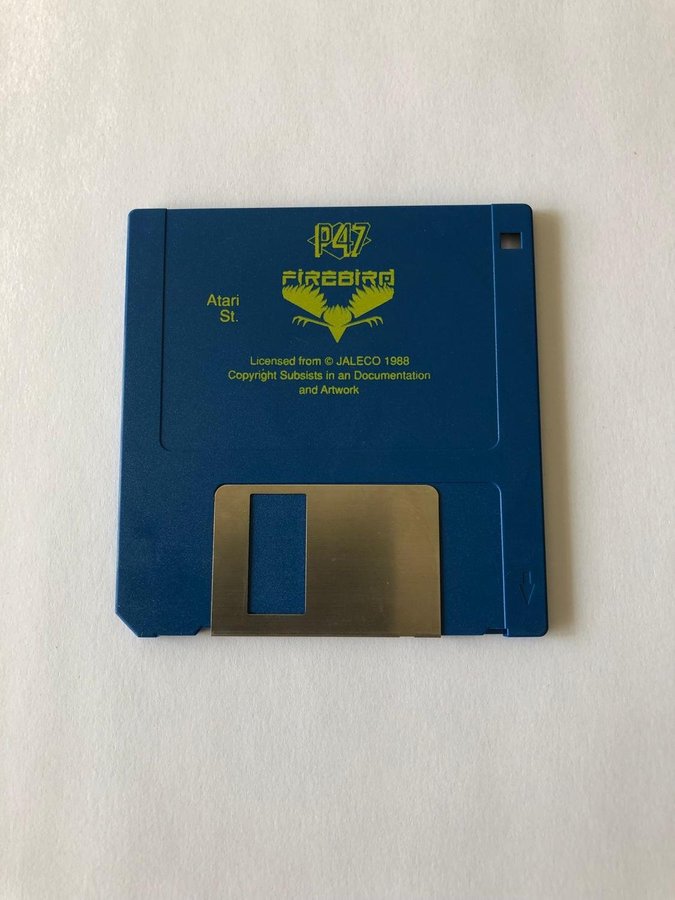 P47
FIREBIRD
Atari
St.
Licensed from © JALECO 1988
Copyright Subsists in an Documentation
and Artwork